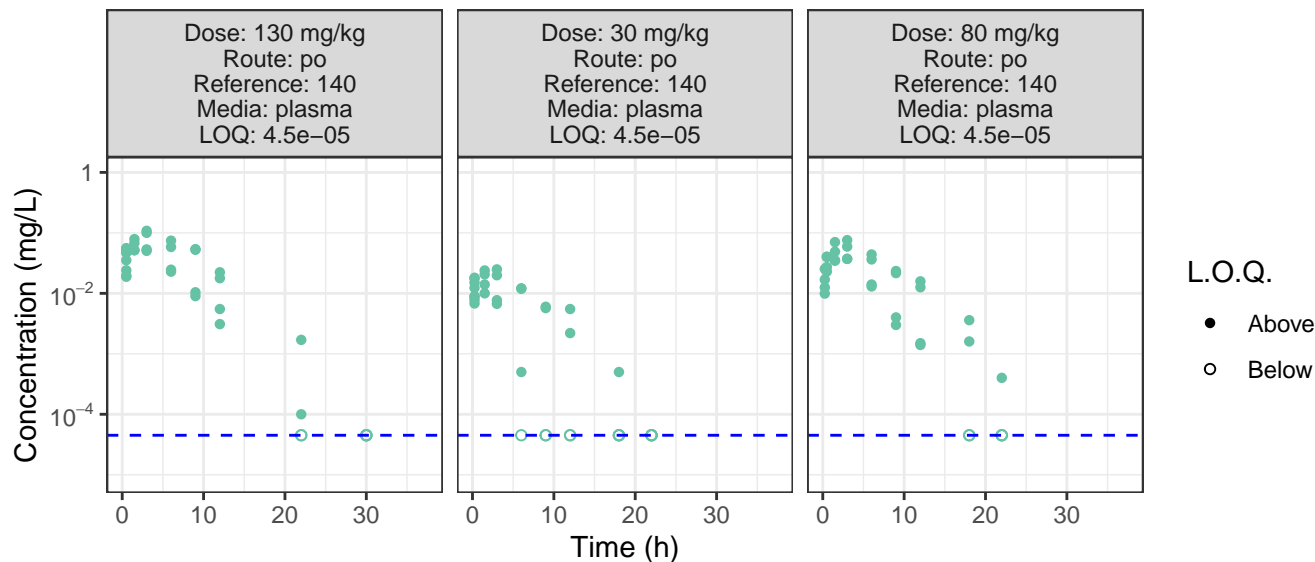 Dose: 130 mg/kg
Route: po
Reference: 140
Media: plasma
LOQ: 4.5e−05
Dose: 30 mg/kg
Route: po
Reference: 140
Media: plasma
LOQ: 4.5e−05
Dose: 80 mg/kg
Route: po
Reference: 140
Media: plasma
LOQ: 4.5e−05
Concentration (mg/L)
1
10⁻²
10⁻⁴
0 10 20 30
0 10 20 30
0 10 20 30
Time (h)
L.O.Q.
Above
Below